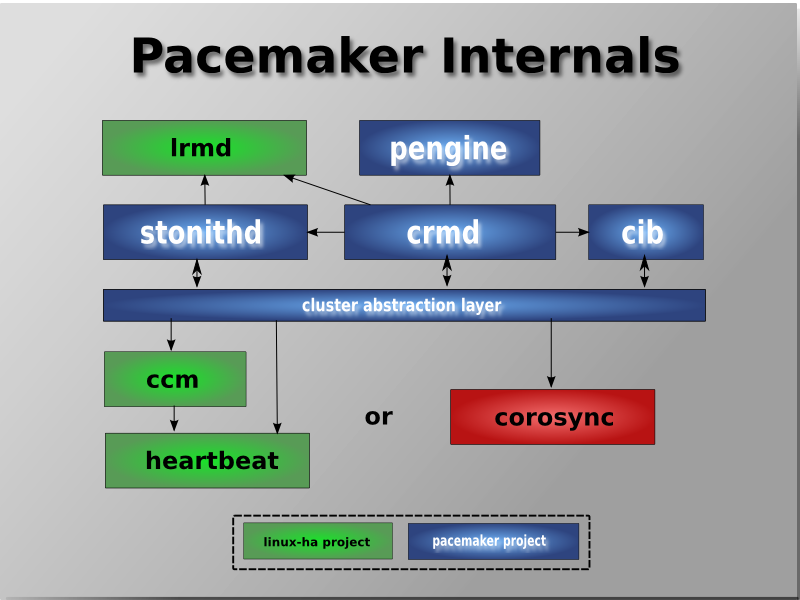 Pacemaker Internals
lrmd
pengine
stonithd
crmd
cib
cluster abstraction layer
ccm
or
corosync
heartbeat
linux-ha project
pacemaker project